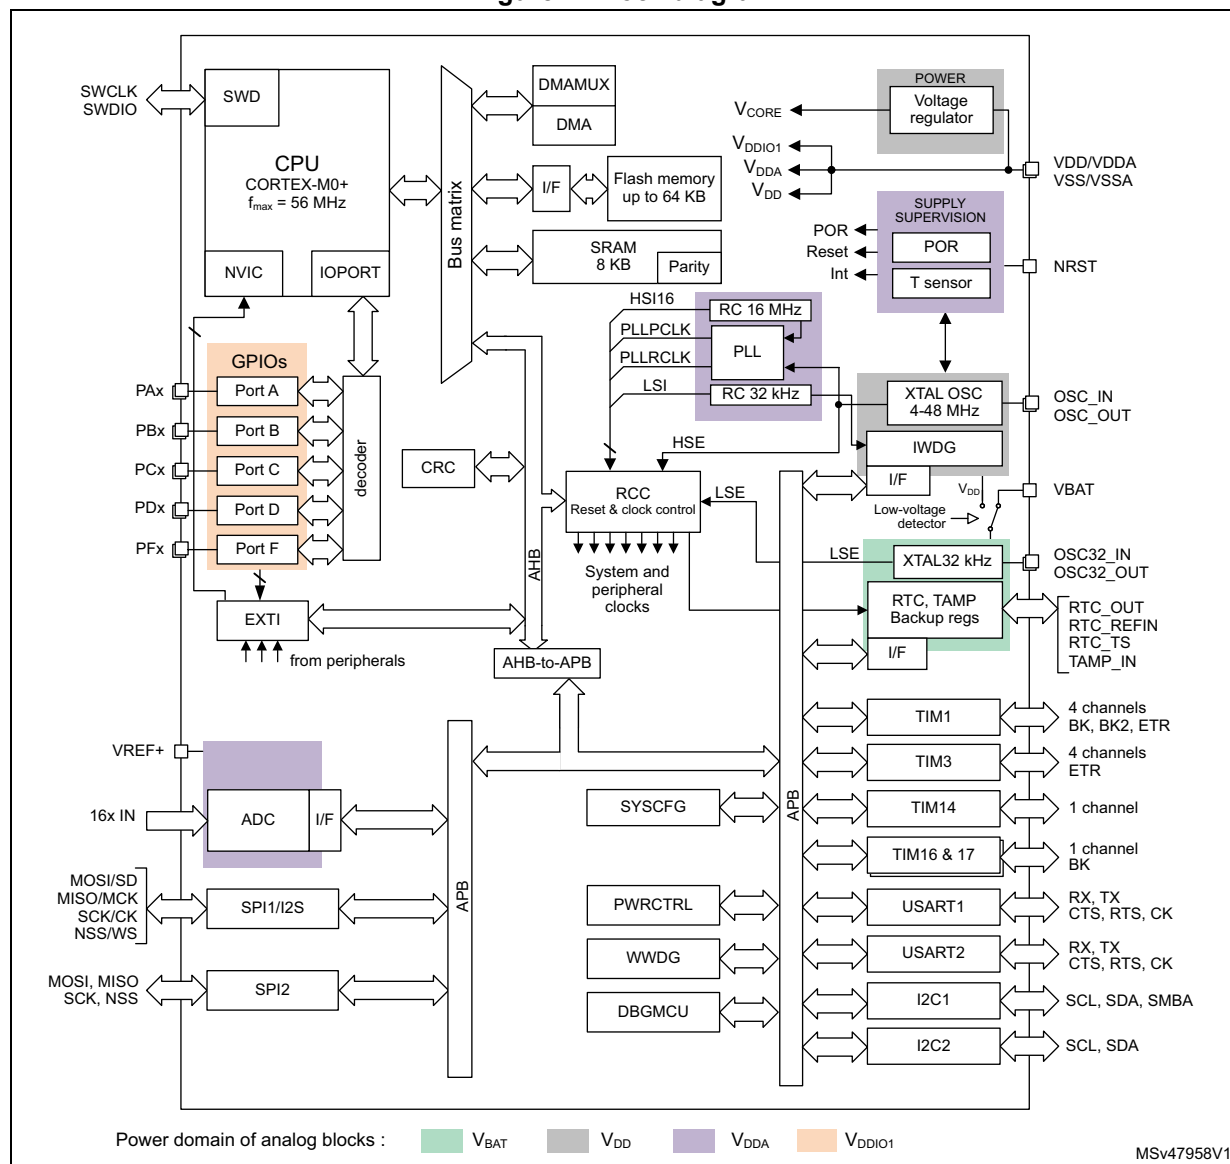 SWCLK
SWDIO
SWD
CPU
CORTEX-M0+
fmax = 56 MHz
NVIC
IOPORT
Bus matrix
DMAMUX
DMA
I/F
Flash memory
up to 64 KB
SRAM
8 KB
Parity
POWER
Voltage
regulator
VCORE
VDDIO1
VDDA
VDD
VDD/VDDA
VSS/VSSA
SUPPLY
SUPERVISION
POR
Reset
Int
POR
T sensor
NRST
HSI16
PLLPCLK
PLLRCLK
LSI
RC 16 MHz
PLL
RC 32 kHz
XTAL OSC
4-48 MHz
IWDG
I/F
OSC_IN
OSC_OUT
HSE
GPIOs
PAx
Port A
PBx
Port B
PCx
Port C
PDx
Port D
PFx
Port F
decoder
CRC
RCC
Reset & clock control
LSE
VDD
VBAT
Low-voltage
detector
LSE
XTAL32 kHz
OSC32_IN
OSC32_OUT
RTC, TAMP
Backup regs
I/F
RTC_OUT
RTC_REFIN
RTC_TS
TAMP_IN
System and
peripheral
clocks
AHB
EXTI
from peripherals
AHB-to-APB
VREF+
16x IN
ADC
I/F
MOSI/SD
MISO/MCK
SCK/CK
NSS/WS
SPI1/I2S
MOSI, MISO
SCK, NSS
SPI2
APB
SYSCFG
PWRCTRL
WWDG
DBGMCU
APB
TIM1
4 channels
BK, BK2, ETR
TIM3
4 channels
ETR
TIM14
1 channel
TIM16 & 17
1 channel
BK
USART1
RX, TX
CTS, RTS, CK
USART2
RX, TX
CTS, RTS, CK
I2C1
SCL, SDA, SMBA
I2C2
SCL, SDA
Power domain of analog blocks :
VBAT
VDD
VDDA
VDDIO1
MSv47958V1